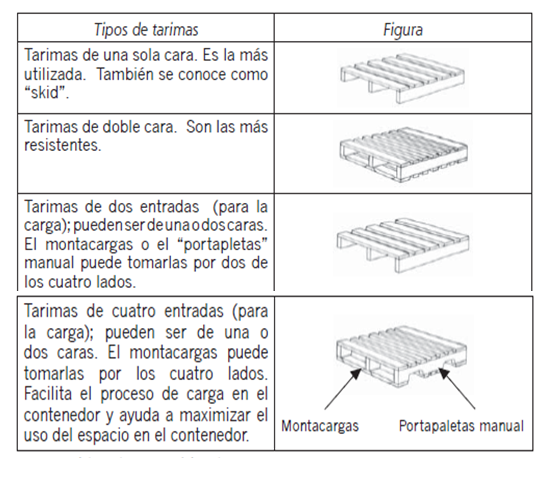 Tipos de tarimas
Figura
Tarimas de una sola cara. Es la más
utilizada. También se conoce como
“skid”.
Tarimas de doble cara. Son las más
resistentes.
Tarimas de dos entradas (para la
carga); pueden ser de una o dos caras.
El montacargas o el “portapletas”
manual puede tomarlas por dos de
los cuatro lados.
Tarimas de cuatro entradas (para
la carga); pueden ser de una o
dos caras. El montacargas puede
tomarlas por los cuatro lados.
Facilita el proceso de carga en el
contenedor y ayuda a maximizar el
uso del espacio en el contenedor.
Montacargas
Portapaletas manual